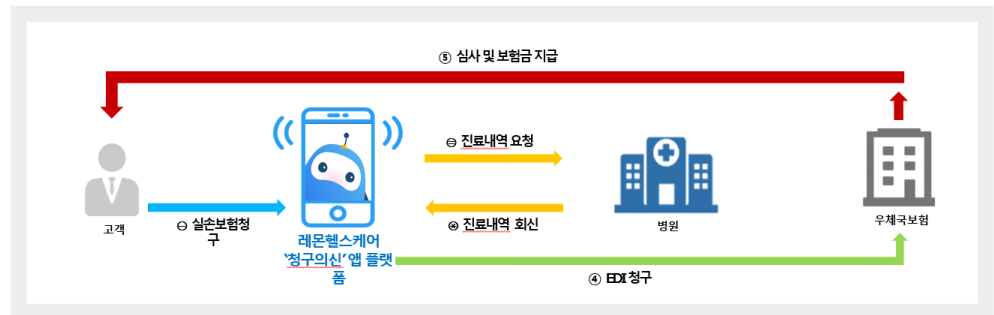 ⑤ 심사 및 보험금 지급
⊖ 진료내역 요청
고객
⊖ 실손보험청
구
레몬헬스케어
‘청구의신’ 앱 플랫
폼
⊛ 진료내역 회신
병원
우체국보험
④ EDI 청구